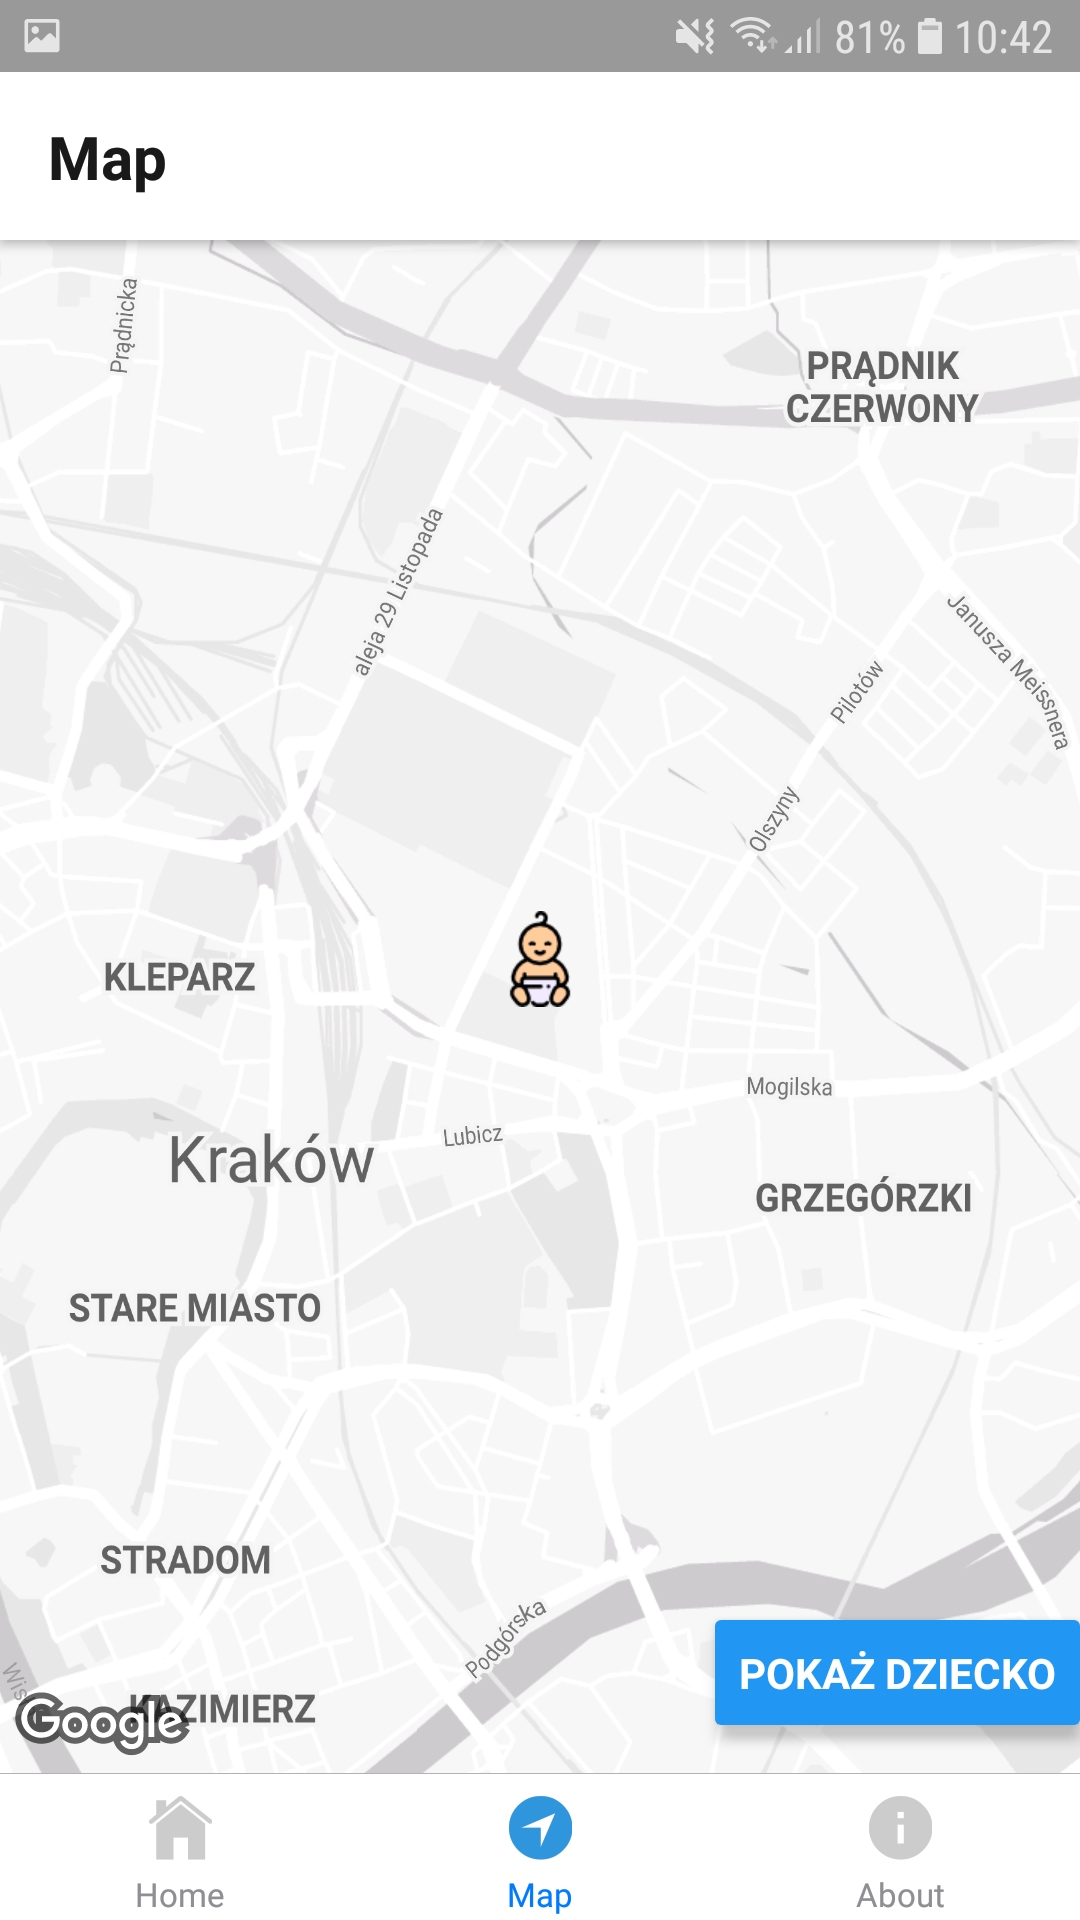 81% 10:42
Map
Prądnicka
PRĄDNIK
CZERWONY
aleja 29 Listopada
Janusza Meissnera
Pilotów
Olszyny
KLEPARZ
Mogilska
Lubicz
Kraków
GRZEGÓRZKI
STARE MIASTO
STRADOM
Podgórska
POKAŻ DZIECKO
Wis
KAZIMIERZ
Google
Home
Map
About